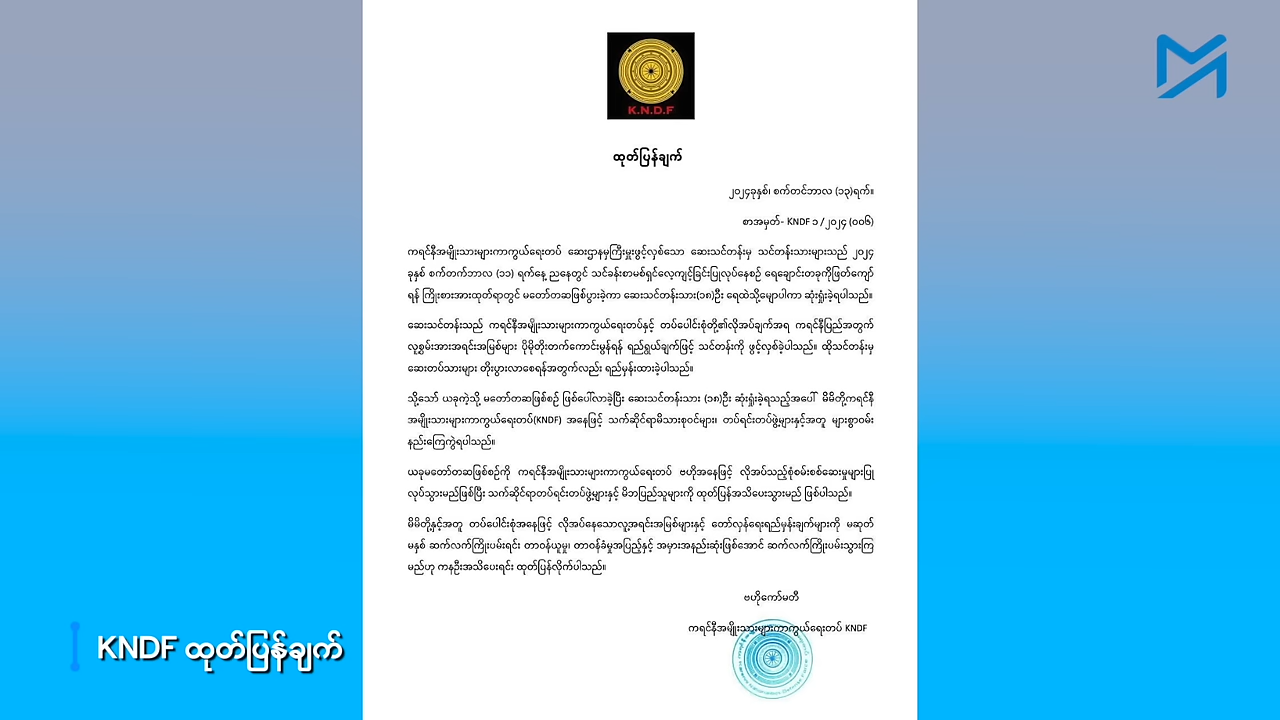 K.N.D.F
ထုတ်ပြန်ချက်
၂၀၂၄ခုနှစ်၊ စက်တင်ဘာလ (၁၃)ရက်။
စာအမှတ်- KNDF ၁ /၂၀၂၄ (၀၀၆)
ကရင်နီအမျိုးသားများကာကွယ်ရေးတပ် ဆေးဌာနမှကြီးမှူးဖွင့်လှစ်သော ဆေးသင်တန်းမှ သင်တန်းသားများသည် ၂၀၂၄
ခုနှစ် စက်တက်ဘာလ (၁၁) ရက်နေ့ ညနေတွင် သင်ခန်းစာမစ်ရှင်လေ့ကျင့်ခြင်းပြုလုပ်နေစဉ် ရေချောင်းတခုကိုဖြတ်ကျော်
ရန် ကြိုးစားအားထုတ်ရာတွင် မတော်တဆဖြစ်ပွားခဲ့ကာ ဆေးသင်တန်းသား(၁၈)ဦး ရေထဲသို့မျောပါကာ ဆုံးရှုံးခဲ့ရပါသည်။
ဆေးသင်တန်းသည် ကရင်နီအမျိုးသားများကာကွယ်ရေးတပ်နှင့် တပ်ပေါင်းစုံတို့၏လိုအပ်ချက်အရ ကရင်နီပြည်အတွက်
လူ့စွမ်းအားအရင်းအမြစ်များ ပိုမိုတိုးတက်ကောင်းမွန်ရန် ရည်ရွယ်ချက်ဖြင့် သင်တန်းကို ဖွင့်လှစ်ခဲ့ပါသည်။ ထိုသင်တန်းမှ
ဆေးတပ်သားများ တိုးပွားလာစေရန်အတွက်လည်း ရည်မှန်းထားခဲ့ပါသည်။
သို့သော် ယခုကဲ့သို့ မတော်တဆဖြစ်စဉ် ဖြစ်ပေါ်လာခဲ့ပြီး ဆေးသင်တန်းသား (၁၈)ဦး ဆုံးရှုံးခဲ့ရသည့်အပေါ် မိမိတို့ကရင်နီ
အမျိုးသားများကာကွယ်ရေးတပ်(KNDF) အနေဖြင့် သက်ဆိုင်ရာမိသားစုဝင်များ၊ တပ်ရင်းတပ်ဖွဲ့များနှင့်အတူ များစွာဝမ်း
နည်းကြေကွဲရပါသည်။
ယခုမတော်တဆဖြစ်စဉ်ကို ကရင်နီအမျိုးသားများကာကွယ်ရေးတပ် ဗဟိုအနေဖြင့် လိုအပ်သည့်စုံစမ်းစစ်ဆေးမှုများပြု
လုပ်သွားမည်ဖြစ်ပြီး သက်ဆိုင်ရာတပ်ရင်းတပ်ဖွဲ့များနှင့် မိဘပြည်သူများကို ထုတ်ပြန်အသိပေးသွားမည် ဖြစ်ပါသည်။
မိမိတို့နှင့်အတူ တပ်ပေါင်းစုံအနေဖြင့် လိုအပ်နေသောလူ့အရင်းအမြစ်များနှင့် တော်လှန်ရေးရည်မှန်းချက်များကို မဆုတ်
မနှစ် ဆက်လက်ကြိုးပမ်းရင်း တာဝန်ယူမှု၊ တာဝန်ခံမှုအပြည့်နှင့် အမှားအနည်းဆုံးဖြစ်အောင် ဆက်လက်ကြိုးပမ်းသွားကြ
မည်ဟု ကနဦးအသိပေးရင်း ထုတ်ပြန်လိုက်ပါသည်။
ဗဟိုကော်မတီ
ကရင်နီအမျိုးသားများကာကွယ်ရေးတပ် KNDF
KNDF ထုတ်ပြန်ချက်